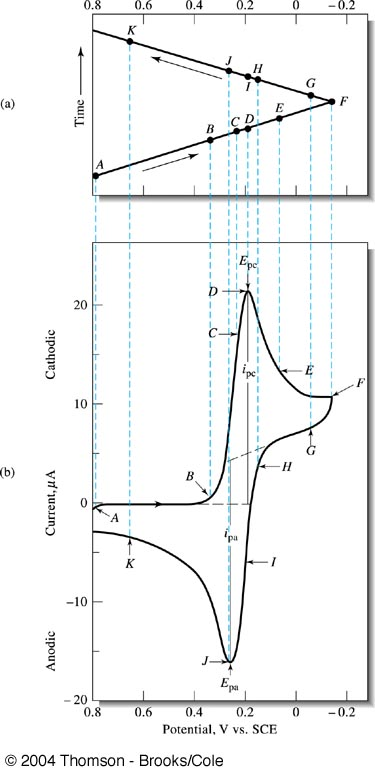 0.8 0.6 0.4 0.2 0 −0.2
K
J
H
I
G
F
(a)
Time
E
C D
B
A
E_pc
20
D
Cathodic
C
i_pc
E
F
10
G
(b)
B
H
Current, μA
0
A
i_pa
I
K
−10
Anodic
J
E_pa
−20
0.8 0.6 0.4 0.2 0 −0.2
Potential, V vs. SCE
© 2004 Thomson - Brooks/Cole